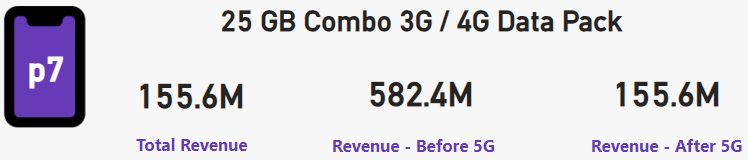 25 GB Combo 3G / 4G Data Pack
p7
155.6M
582.4M
155.6M
Total Revenue
Revenue - Before 5G
Revenue - After 5G